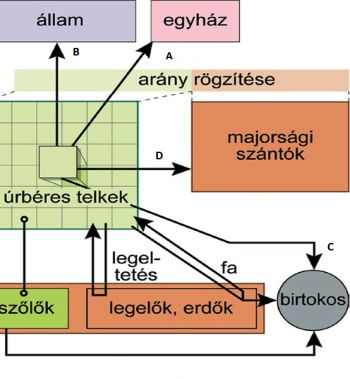 állam
egyház
B
A
arány rögzítése
majorsági
szántók
D
úrbéres telkek
C
legel-
tetés
fa
szőlők
legelők, erdők
birtokos